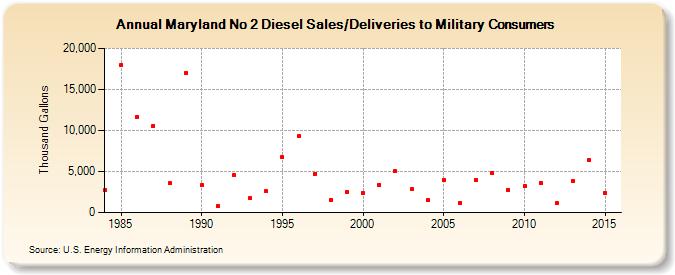 Annual Maryland No 2 Diesel Sales/Deliveries to Military Consumers
Thousand Gallons
20,000
15,000
10,000
5,000
0
1985 1990 1995 2000 2005 2010 2015
Source: U.S. Energy Information Administration